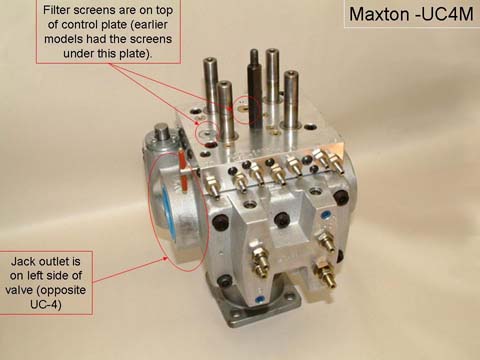 Filter screens are on top
of control plate (earlier
models had the screens
under this plate).
Maxton -UC4M
Jack outlet is
on left side of
valve (opposite
UC-4)